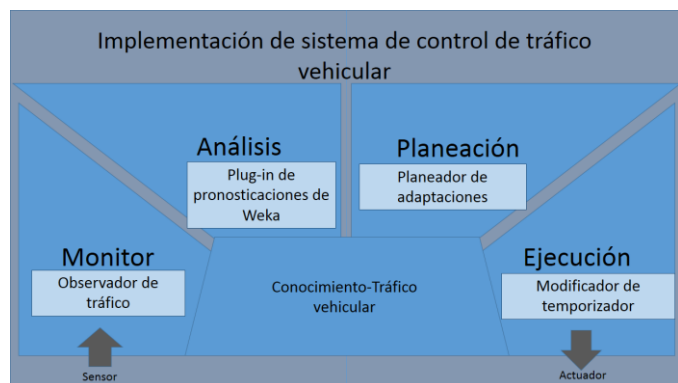 Implementación de sistema de control de tráfico
vehicular
Análisis
Plug-in de
pronosticaciones de
Weka
Planeación
Planeador de
adaptaciones
Monitor
Observador de
tráfico
Conocimiento-Tráfico
vehicular
Ejecución
Modificador de
temporizador
Sensor
Actuador